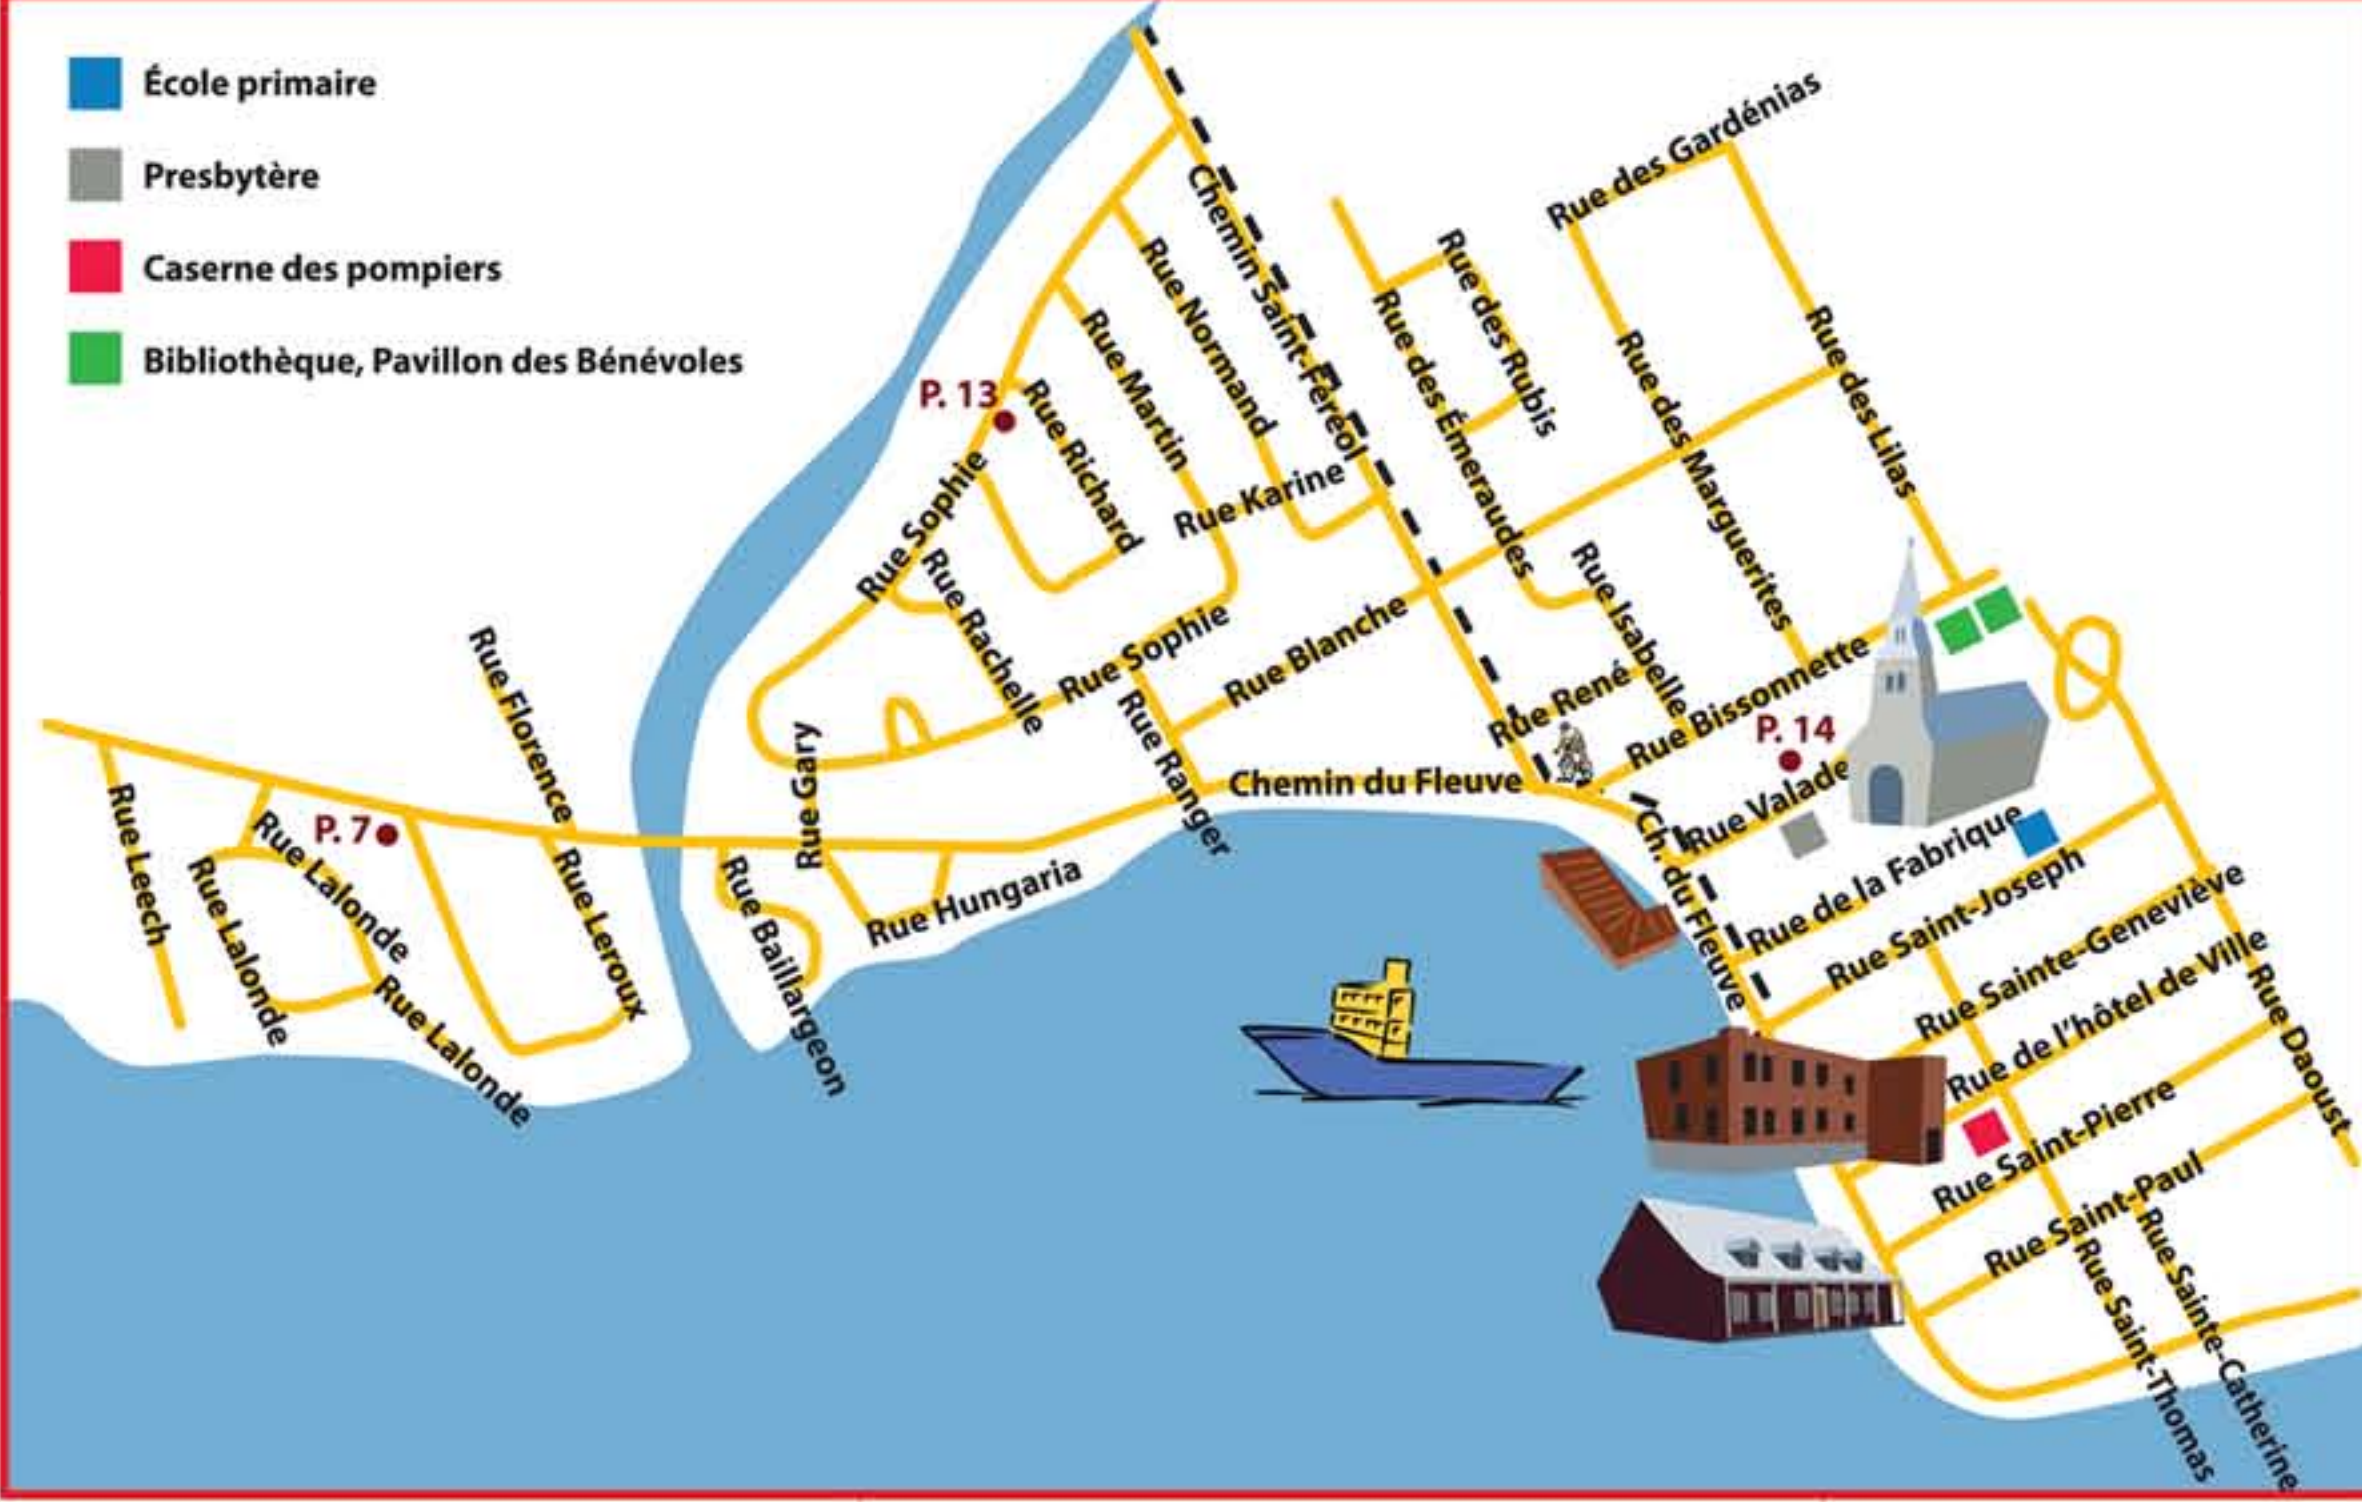 École primaire
Presbytère
Caserne des pompiers
Bibliothèque, Pavillon des Bénévoles
Rue des Gardénias
Chemin Saint-Féréol
Rue Normand
Rue des Rubis
Rue des Émeraudes
Rue Martin
Rue des Marguerites
Rue des Lilas
P. 13
Rue Richard
Rue Sophie
Rue Karine
Rue Rachelle
Rue Isabelle
Rue Sophie
Rue Blanche
Rue René
Rue Bissonnette
Rue Florence
Rue Ranger
P. 14
Rue Gary
Chemin du Fleuve
Rue Valade
Rue Leech
Rue Lalonde
P. 7
Rue Lalonde
Rue Leroux
Rue Baillargeon
Rue Hungaria
Ch. du Fleuve
Rue de la Fabrique
Rue Saint-Joseph
Rue Sainte-Geneviève
Rue de l'hôtel de Ville
Rue Lalonde
Rue Daoust
Rue Saint-Pierre
Rue Saint-Paul
Rue Saint-Thomas
Rue Sainte-Catherine